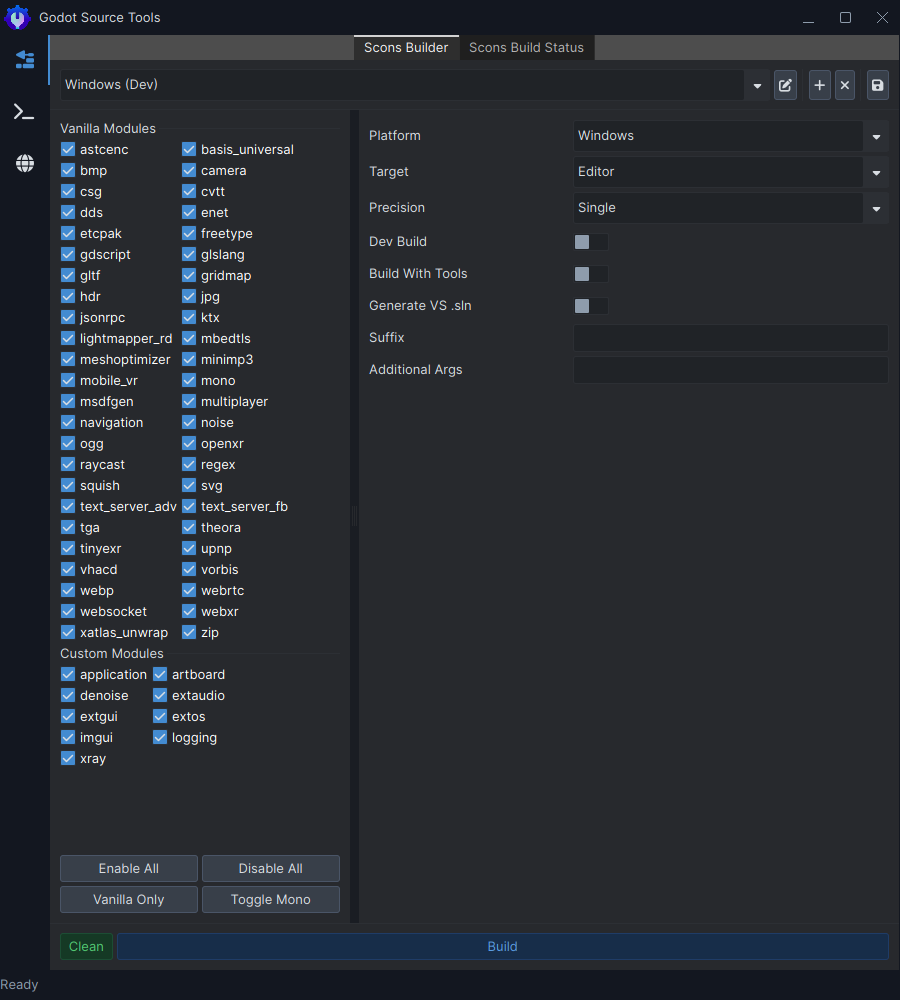 Godot Source Tools
Scons Builder Scons Build Status
Windows (Dev)
Vanilla Modules
astcenc basis_universal
bmp camera
csg cvtt
dds enet
etcpak freetype
gdscript glslang
gltf gridmap
hdr jpg
jsonrpc ktx
lightmapper_rd mbedtls
meshoptimizer minimp3
mobile_vr mono
msdfgen multiplayer
navigation noise
ogg openxr
raycast regex
squish svg
text_server_adv text_server_fb
tga theora
tinyexr upnp
vhacd vorbis
webp webrtc
websocket webxr
xatlas_unwrap zip
Custom Modules
application artboard
denoise extaudio
extgui extos
imgui logging
xray
Enable All Disable All
Vanilla Only Toggle Mono
Platform Windows
Target Editor
Precision Single
Dev Build
Build With Tools
Generate VS .sln
Suffix
Additional Args
Clean Build
Ready